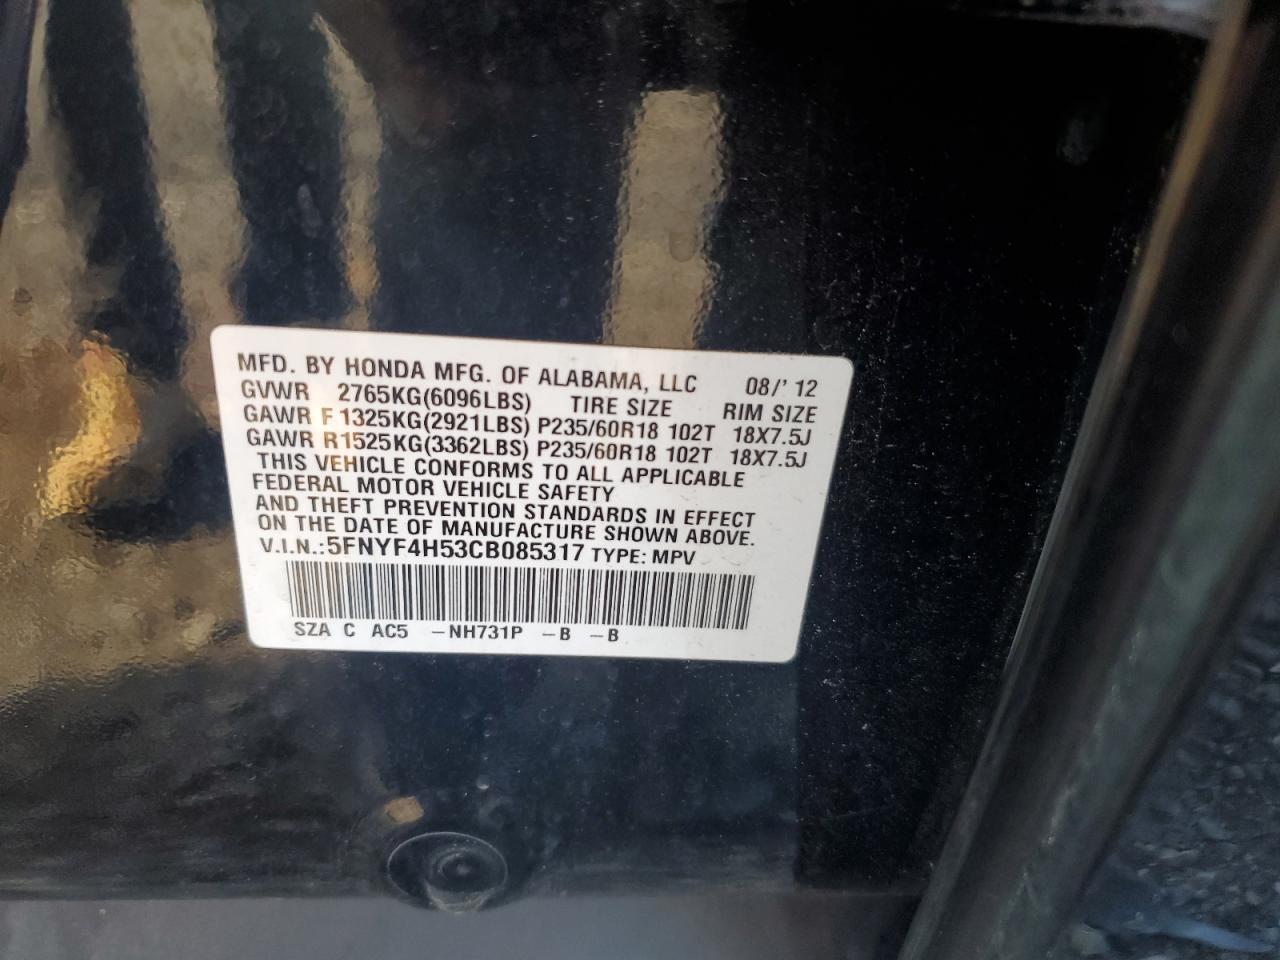 MFD. BY HONDA MFG. OF ALABAMA, LLC 08/' 12
GVWR 2765KG(6096LBS) TIRE SIZE RIM SIZE
GAWR F 1325KG(2921LBS) P235/60R18 102T 18X7.5J
GAWR R1525KG(3362LBS) P235/60R18 102T 18X7.5J
THIS VEHICLE CONFORMS TO ALL APPLICABLE
FEDERAL MOTOR VEHICLE SAFETY
AND THEFT PREVENTION STANDARDS IN EFFECT
ON THE DATE OF MANUFACTURE SHOWN ABOVE.
V.I.N.:5FNYF4H53CB085317 TYPE: MPV
SZA C AC5 -NH731P -B -B